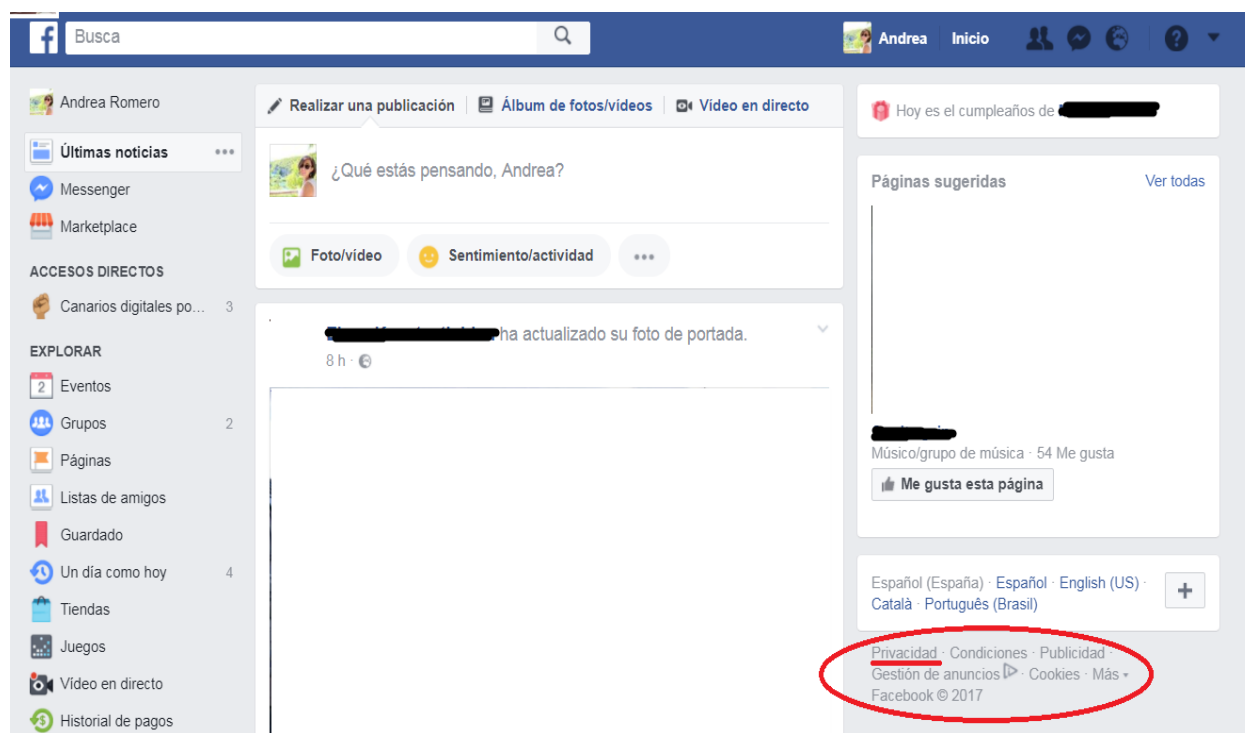 f
Busca
Andrea
Inicio
Andrea Romero
Últimas noticias
Messenger
Marketplace
ACCESOS DIRECTOS
Canarios digitales po... 3
EXPLORAR
2 Eventos
Grupos 2
Páginas
Listas de amigos
Guardado
Un día como hoy 4
Tiendas
Juegos
Vídeo en directo
Historial de pagos
Realizar una publicación
Álbum de fotos/vídeos
Vídeo en directo
¿Qué estás pensando, Andrea?
Foto/vídeo
Sentimiento/actividad
ha actualizado su foto de portada.
8 h ·
Hoy es el cumpleaños de
Páginas sugeridas
Ver todas
Músico/grupo de música · 54 Me gusta
Me gusta esta página
Español (España) · Español · English (US) ·
Català · Português (Brasil)
Privacidad · Condiciones · Publicidad ·
Gestión de anuncios · Cookies · Más
Facebook © 2017